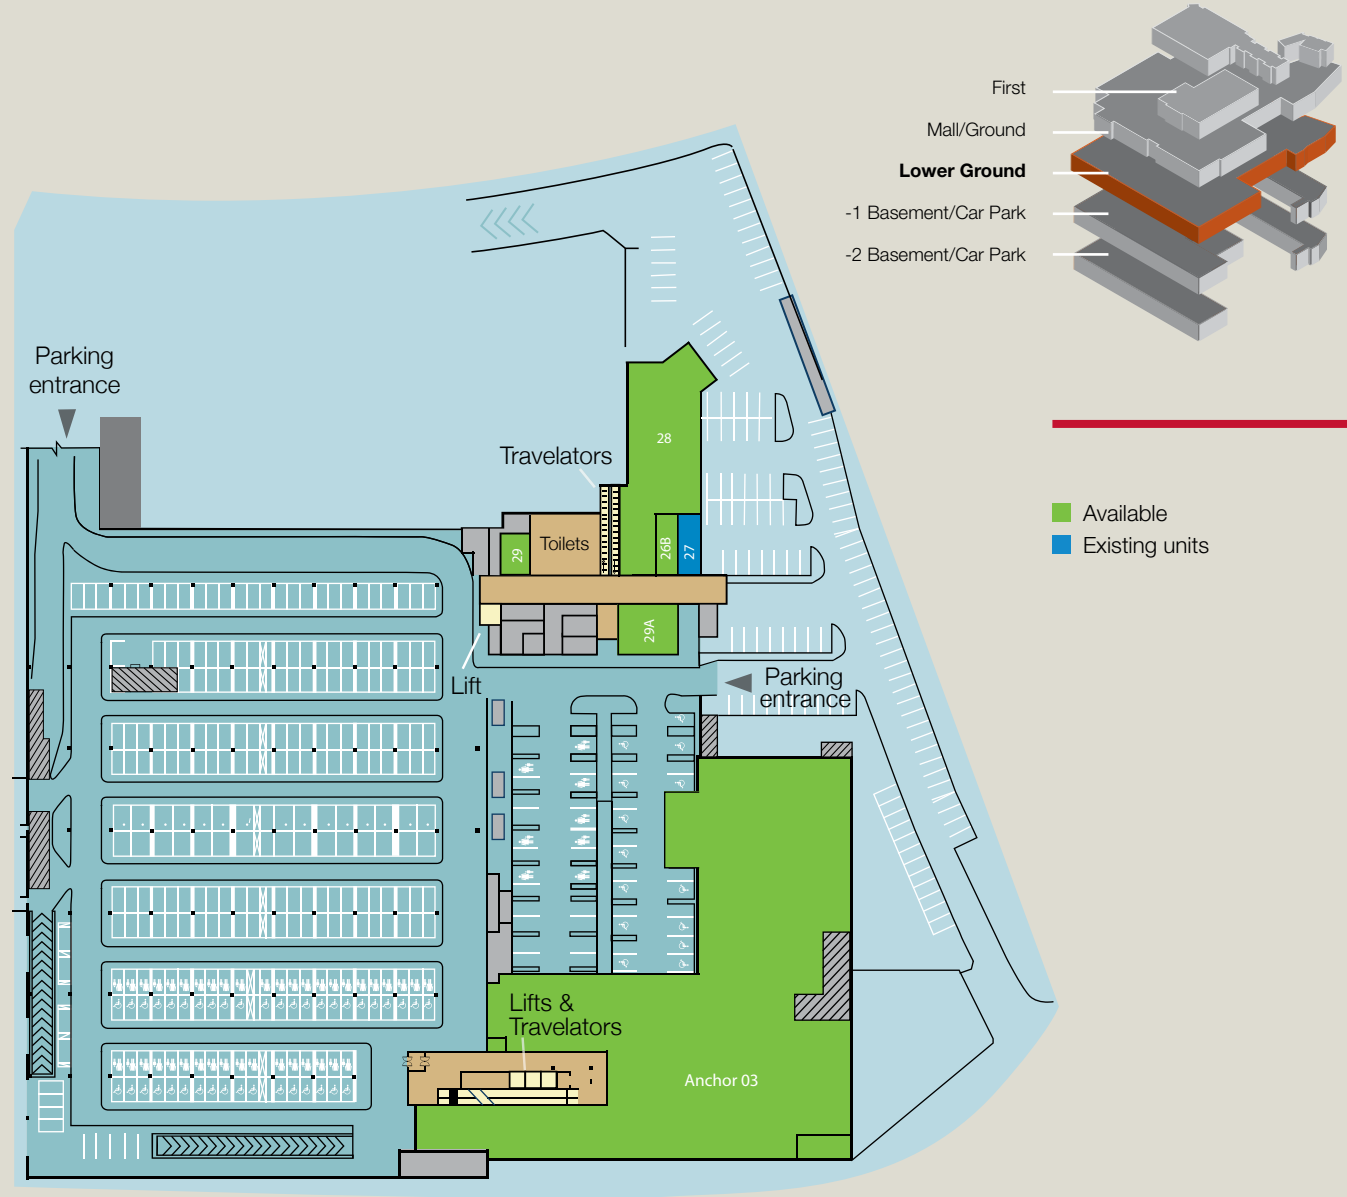 First
Mall/Ground
Lower Ground
-1 Basement/Car Park
-2 Basement/Car Park
Parking
entrance
28
Travelators
Available
Existing units
29
Toilets
26B
27
29A
Lift
Parking
entrance
Lifts &
Travelators
Anchor 03